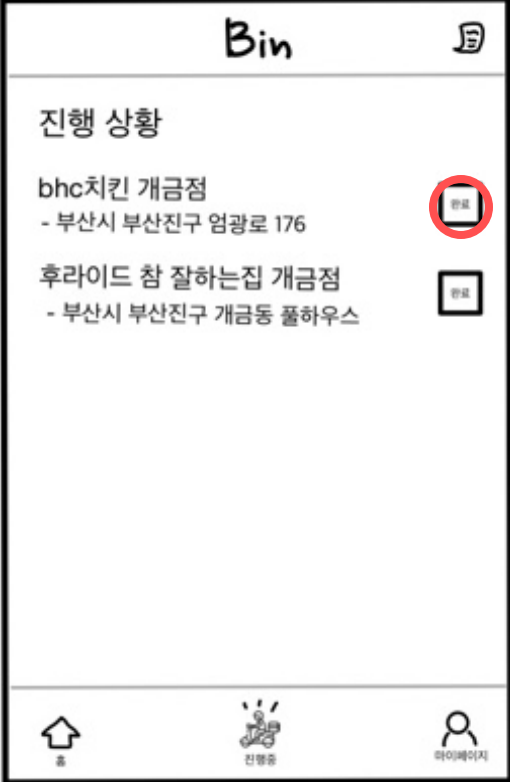 Bin
진행 상황
bhc치킨 개금점
완료
- 부산시 부산진구 엄광로 176
후라이드 참 잘하는집 개금점
완료
- 부산시 부산진구 개금동 풀하우스
홈
진행중
마이페이지